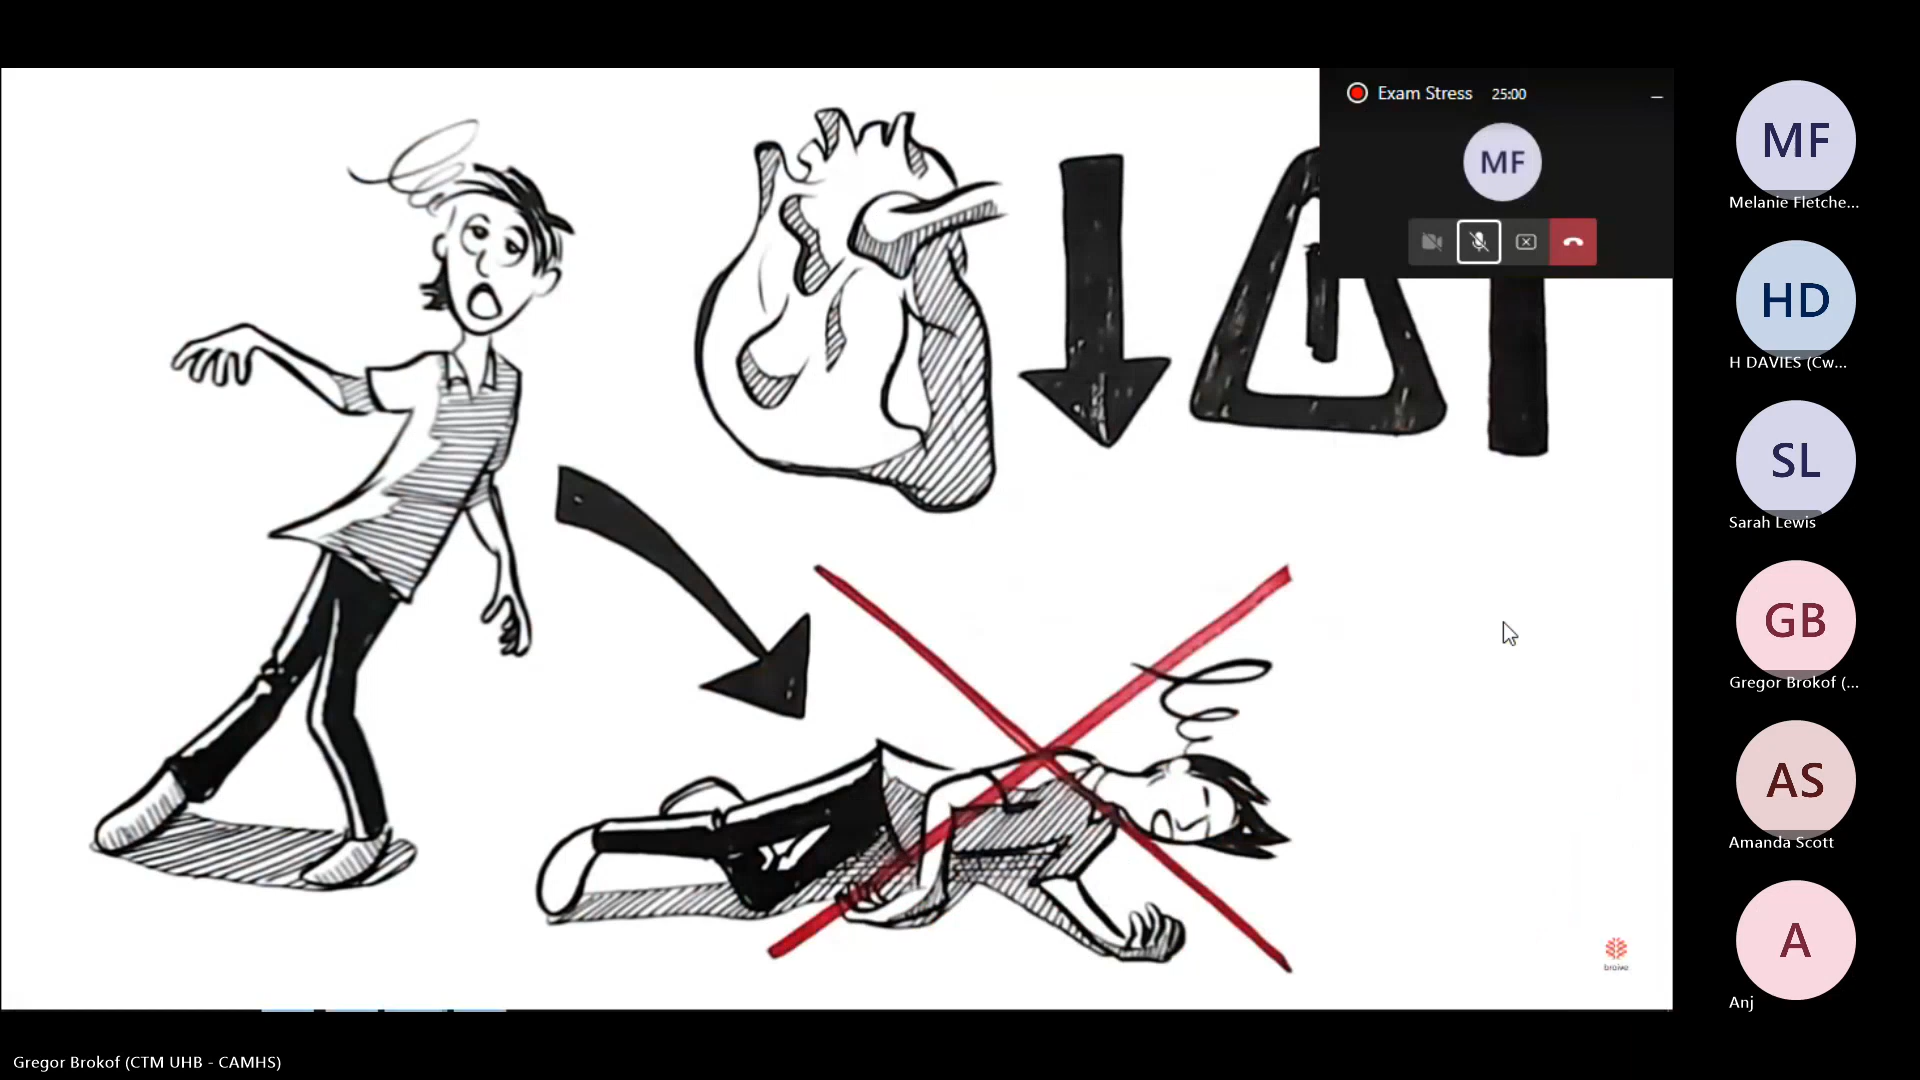 Exam Stress 25:00
MF
MF
Melanie Fletche...
HD
H DAVIES (Cw...
SL
Sarah Lewis
GB
Gregor Brokof (...
AS
Amanda Scott
A
Anj
braive
Gregor Brokof (CTM UHB - CAMHS)